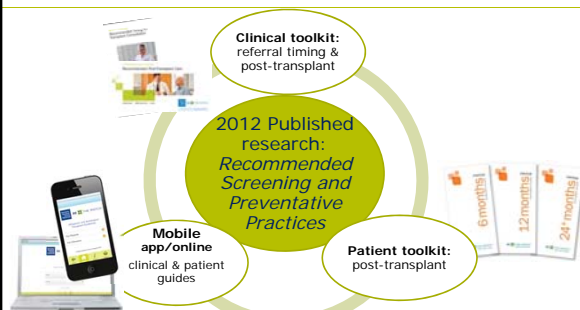 Clinical toolkit:
referral timing &
post-transplant
2012 Published
research:
Recommended
Screening and
Preventative
Practices
6 months
12 months
24+ months
Mobile
app/online
clinical & patient
guides
Patient toolkit:
post-transplant